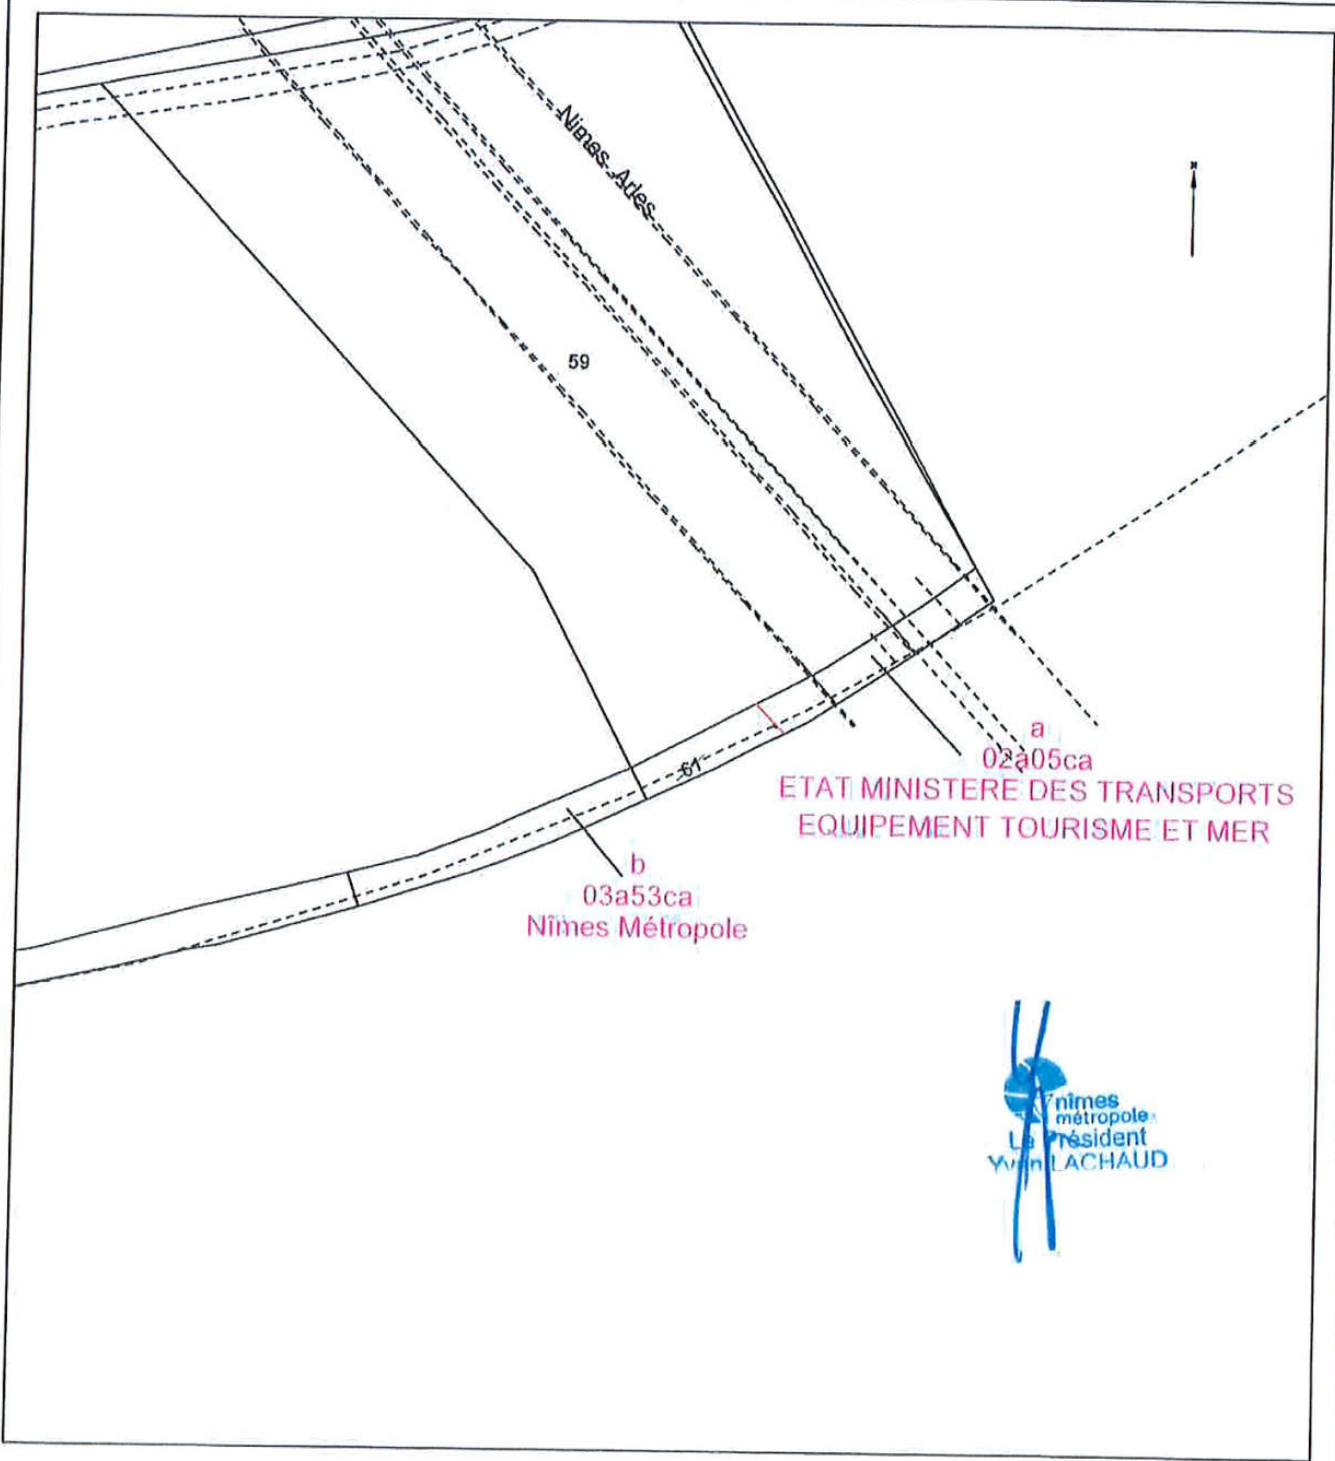 Nimes Arles
59
61
a
02a05ca
ETAT MINISTERE DES TRANSPORTS
EQUIPEMENT TOURISME ET MER
b
03a53ca
Nîmes Métropole
nîmes
métropole
Le Président
Yvan LACHAUD